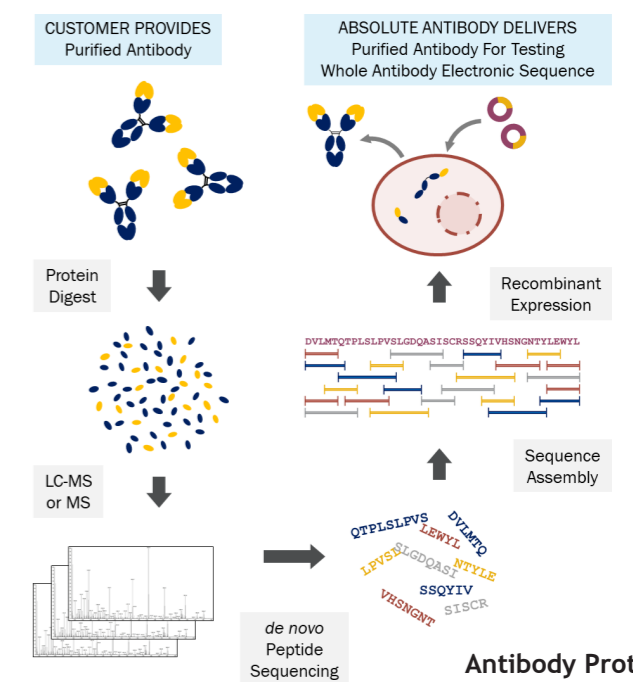 CUSTOMER PROVIDES
Purified Antibody
ABSOLUTE ANTIBODY DELIVERS
Purified Antibody For Testing
Whole Antibody Electronic Sequence
Protein
Digest
Recombinant
Expression
DVLMTQTPLSLPVSLGDQASISCRSSQYIVHSNGNTYLEWYL
LC-MS
or MS
Sequence
Assembly
QTPLSLPVS
DVLMTQ
LEWYL
LPVSL
SLGDQASI
NTYLE
SSQYIV
VHSNGNT
SISCR
de novo
Peptide
Sequencing
Antibody Prot